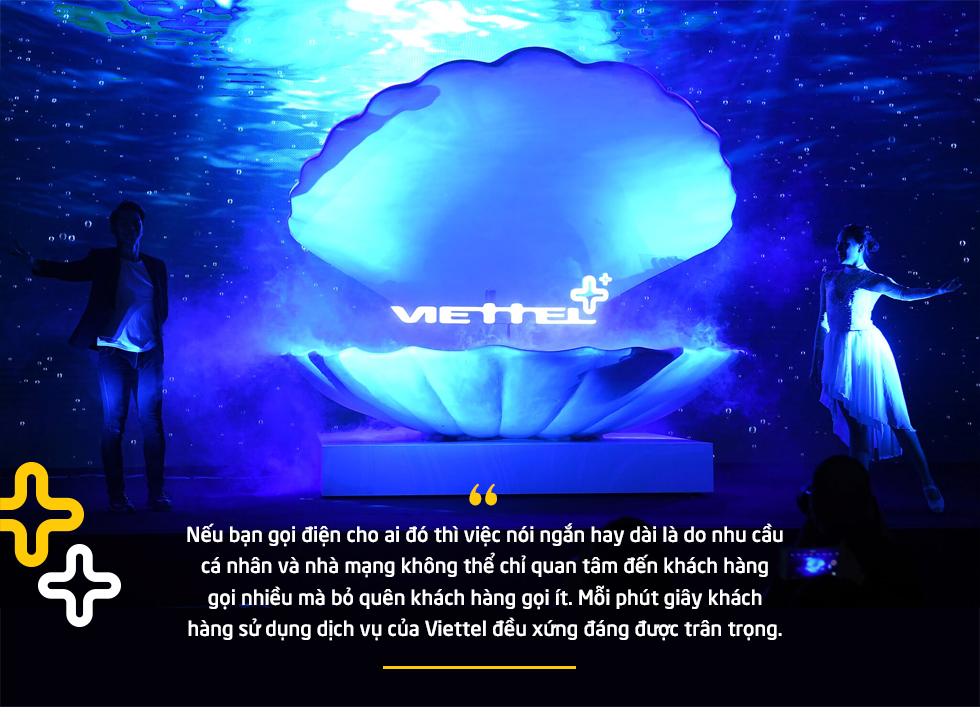 VIETTEL
“
Nếu bạn gọi điện cho ai đó thì việc nói ngắn hay dài là do nhu cầu
cá nhân và nhà mạng không thể chỉ quan tâm đến khách hàng
gọi nhiều mà bỏ quên khách hàng gọi ít. Mỗi phút giây khách
hàng sử dụng dịch vụ của Viettel đều xứng đáng được trân trọng.